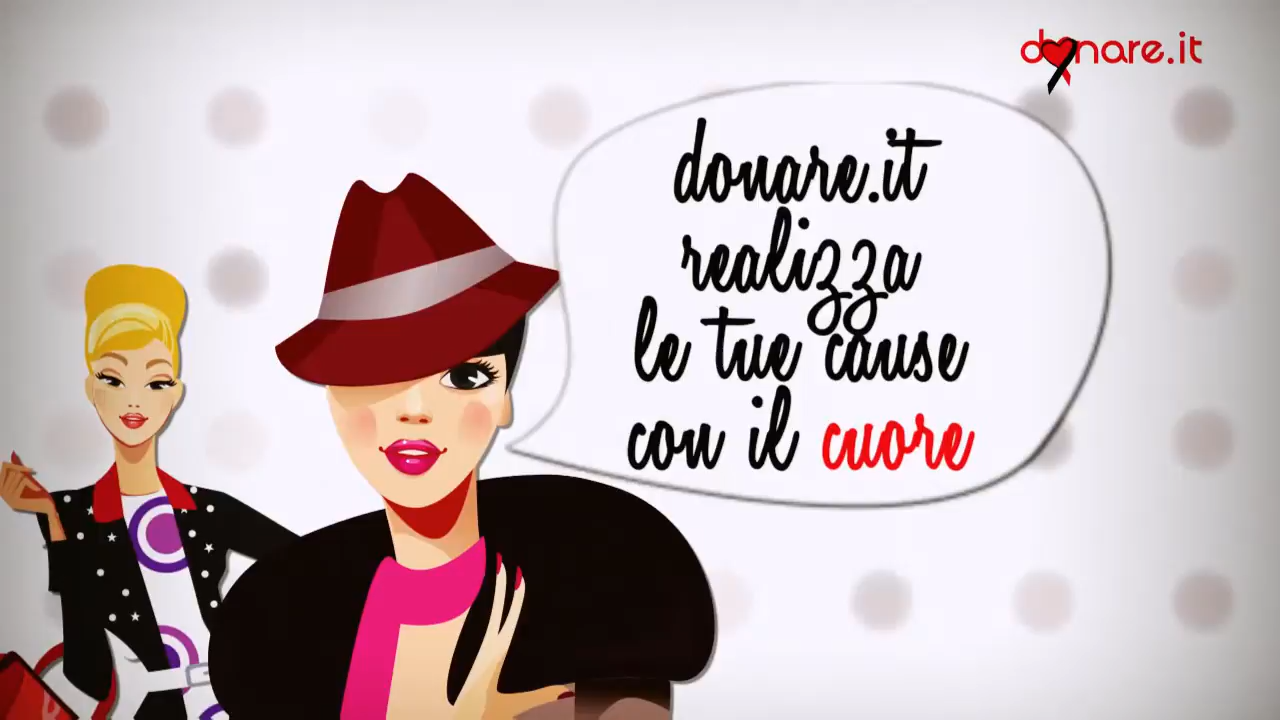 donare.it
donare.it
realizza
le tue cause
con il cuore